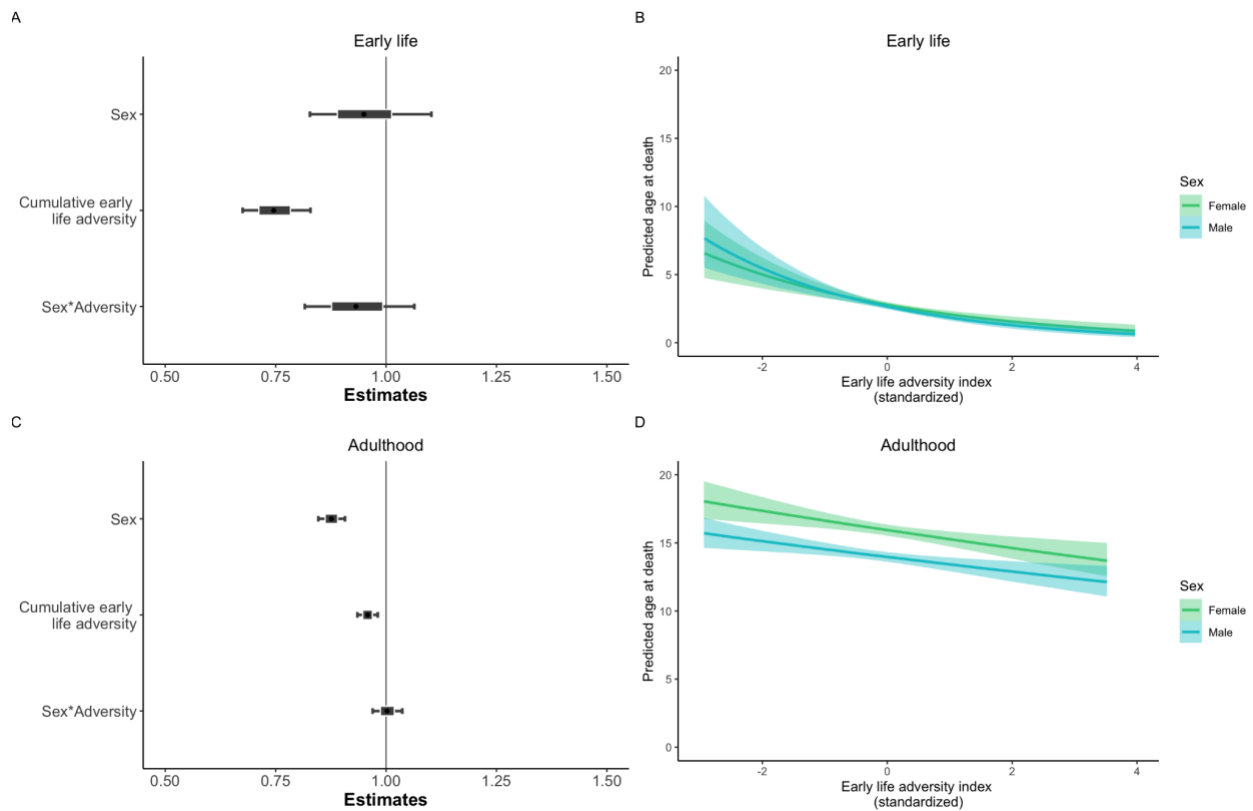 A
Early life
Sex
Cumulative early
life adversity
Sex*Adversity
0.50
0.75
1.00
1.25
1.50
Estimates
B
Early life
Predicted age at death
20
15
10
5
0
-2
0
2
4
Early life adversity index
(standardized)
Sex
Female
Male
C
Adulthood
Sex
Cumulative early
life adversity
Sex*Adversity
0.50
0.75
1.00
1.25
1.50
Estimates
D
Adulthood
Predicted age at death
20
15
10
5
0
-2
0
2
4
Early life adversity index
(standardized)
Sex
Female
Male